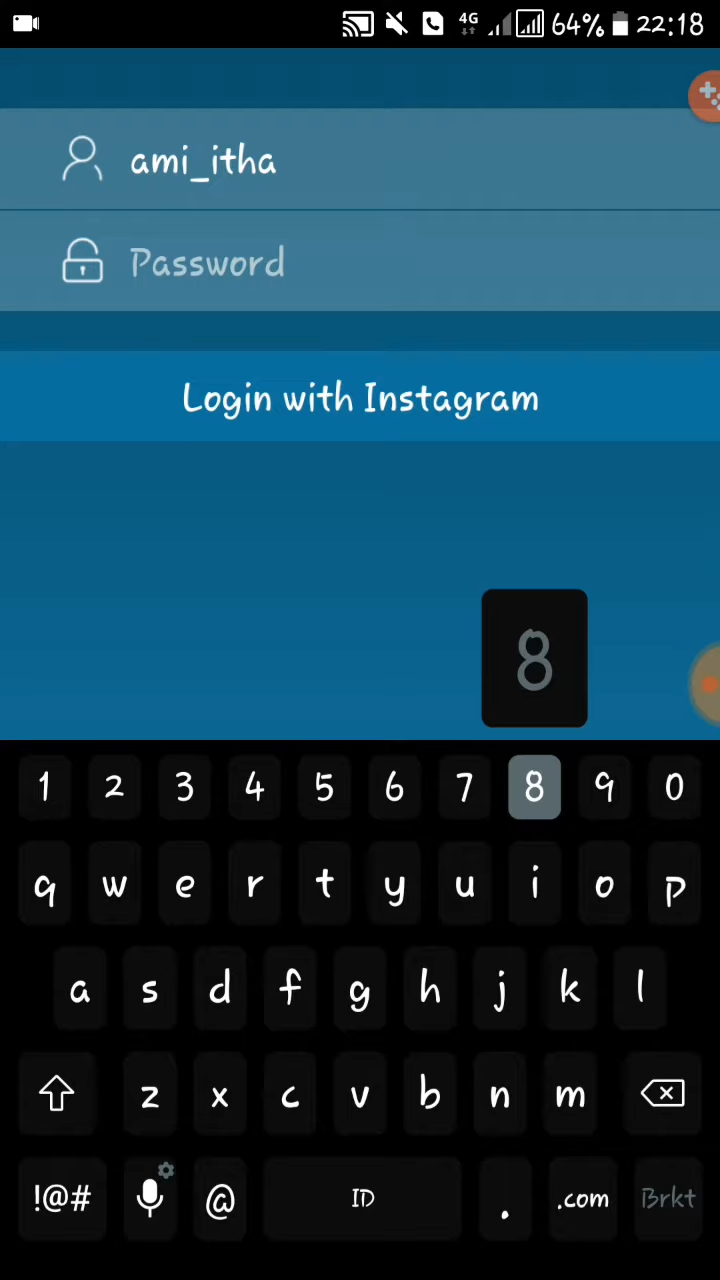 4G 64% 22:18
ami_itha
Password
Login with Instagram
8
1 2 3 4 5 6 7 8 9 0
q w e r t y u i o p
a s d f g h j k l
z x c v b n m
!@# @ ID . .com Brkt